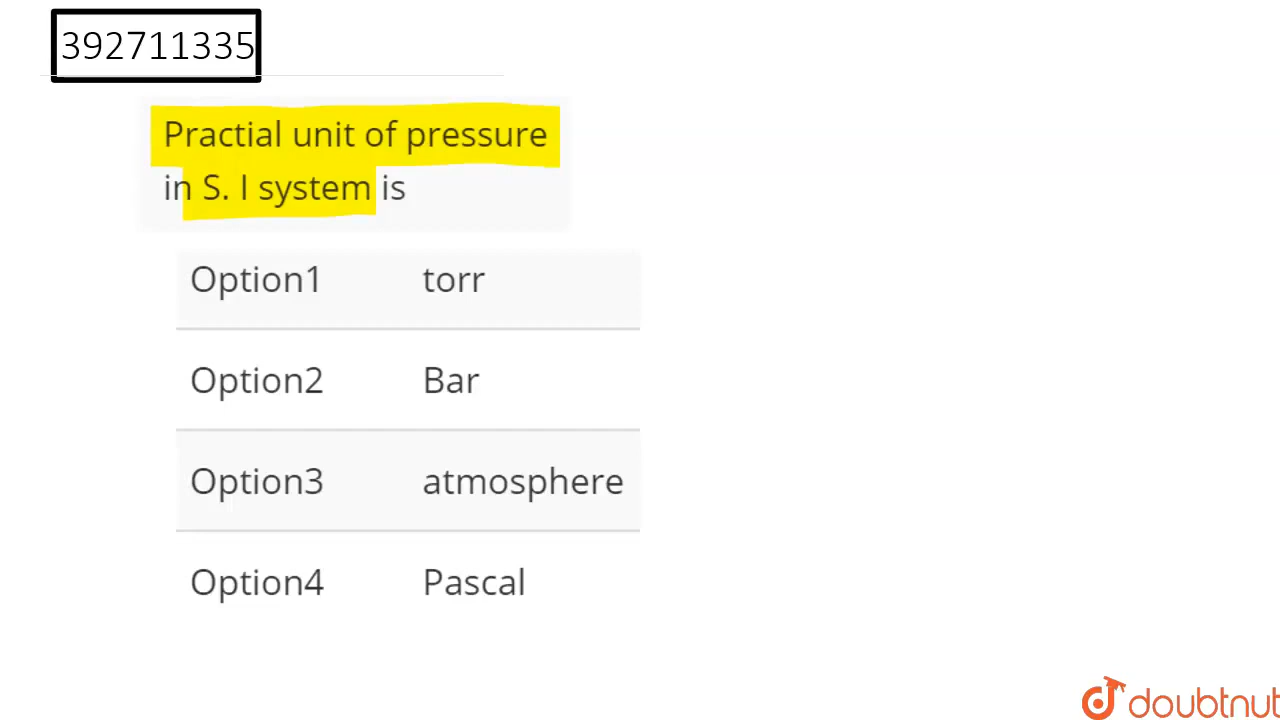 392711335
Practial unit of pressure
in S. I system is
Option1 torr
Option2 Bar
Option3 atmosphere
Option4 Pascal
doubtnut